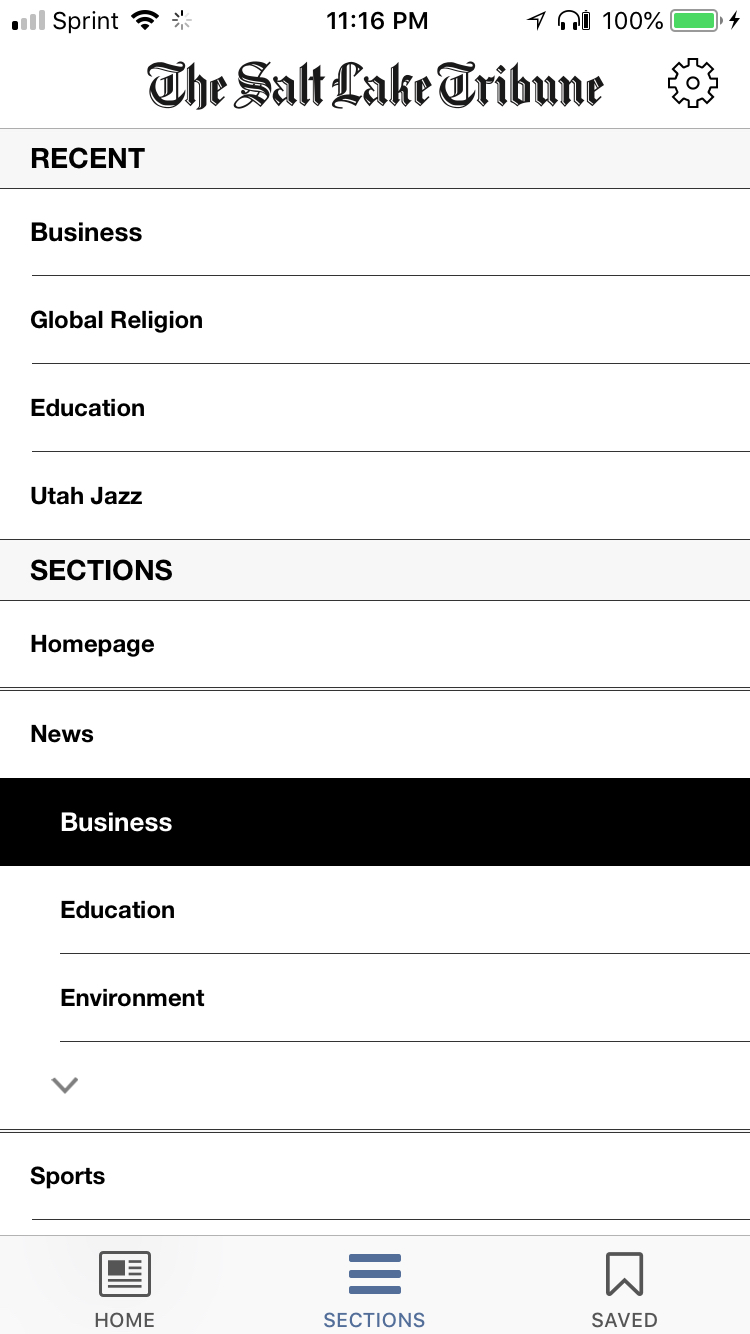 Sprint 11:16 PM 100%
The Salt Lake Tribune
RECENT
Business
Global Religion
Education
Utah Jazz
SECTIONS
Homepage
News
Business
Education
Environment
Sports
HOME SECTIONS SAVED